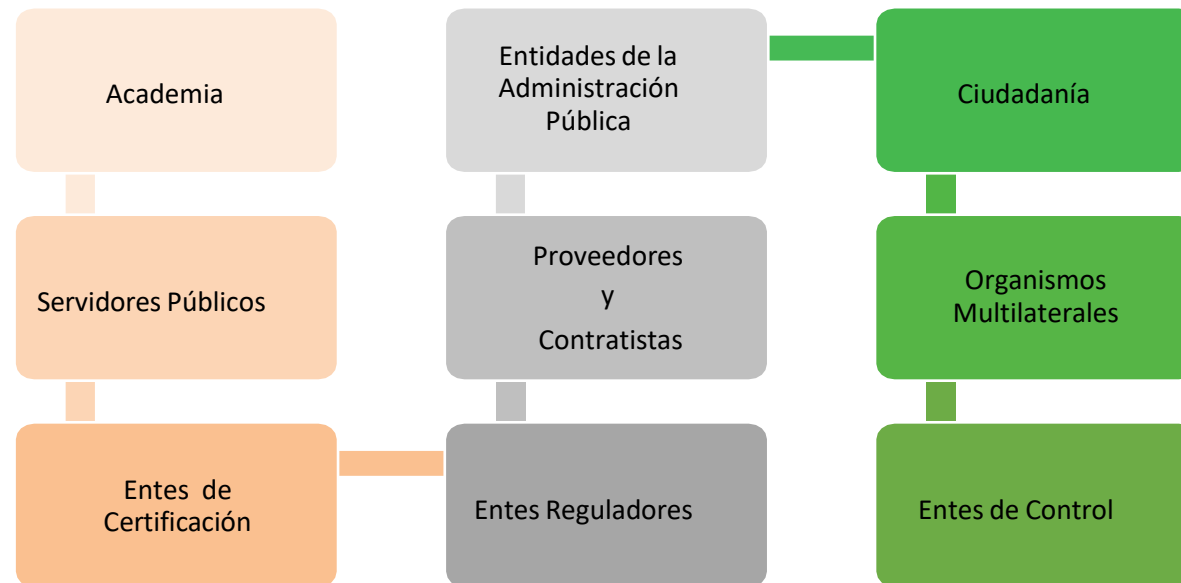 Academia
Servidores Públicos
Entes de
Certificación
Entidades de la
Administración
Pública
Proveedores
y
Contratistas
Entes Reguladores
Ciudadanía
Organismos
Multilaterales
Entes de Control